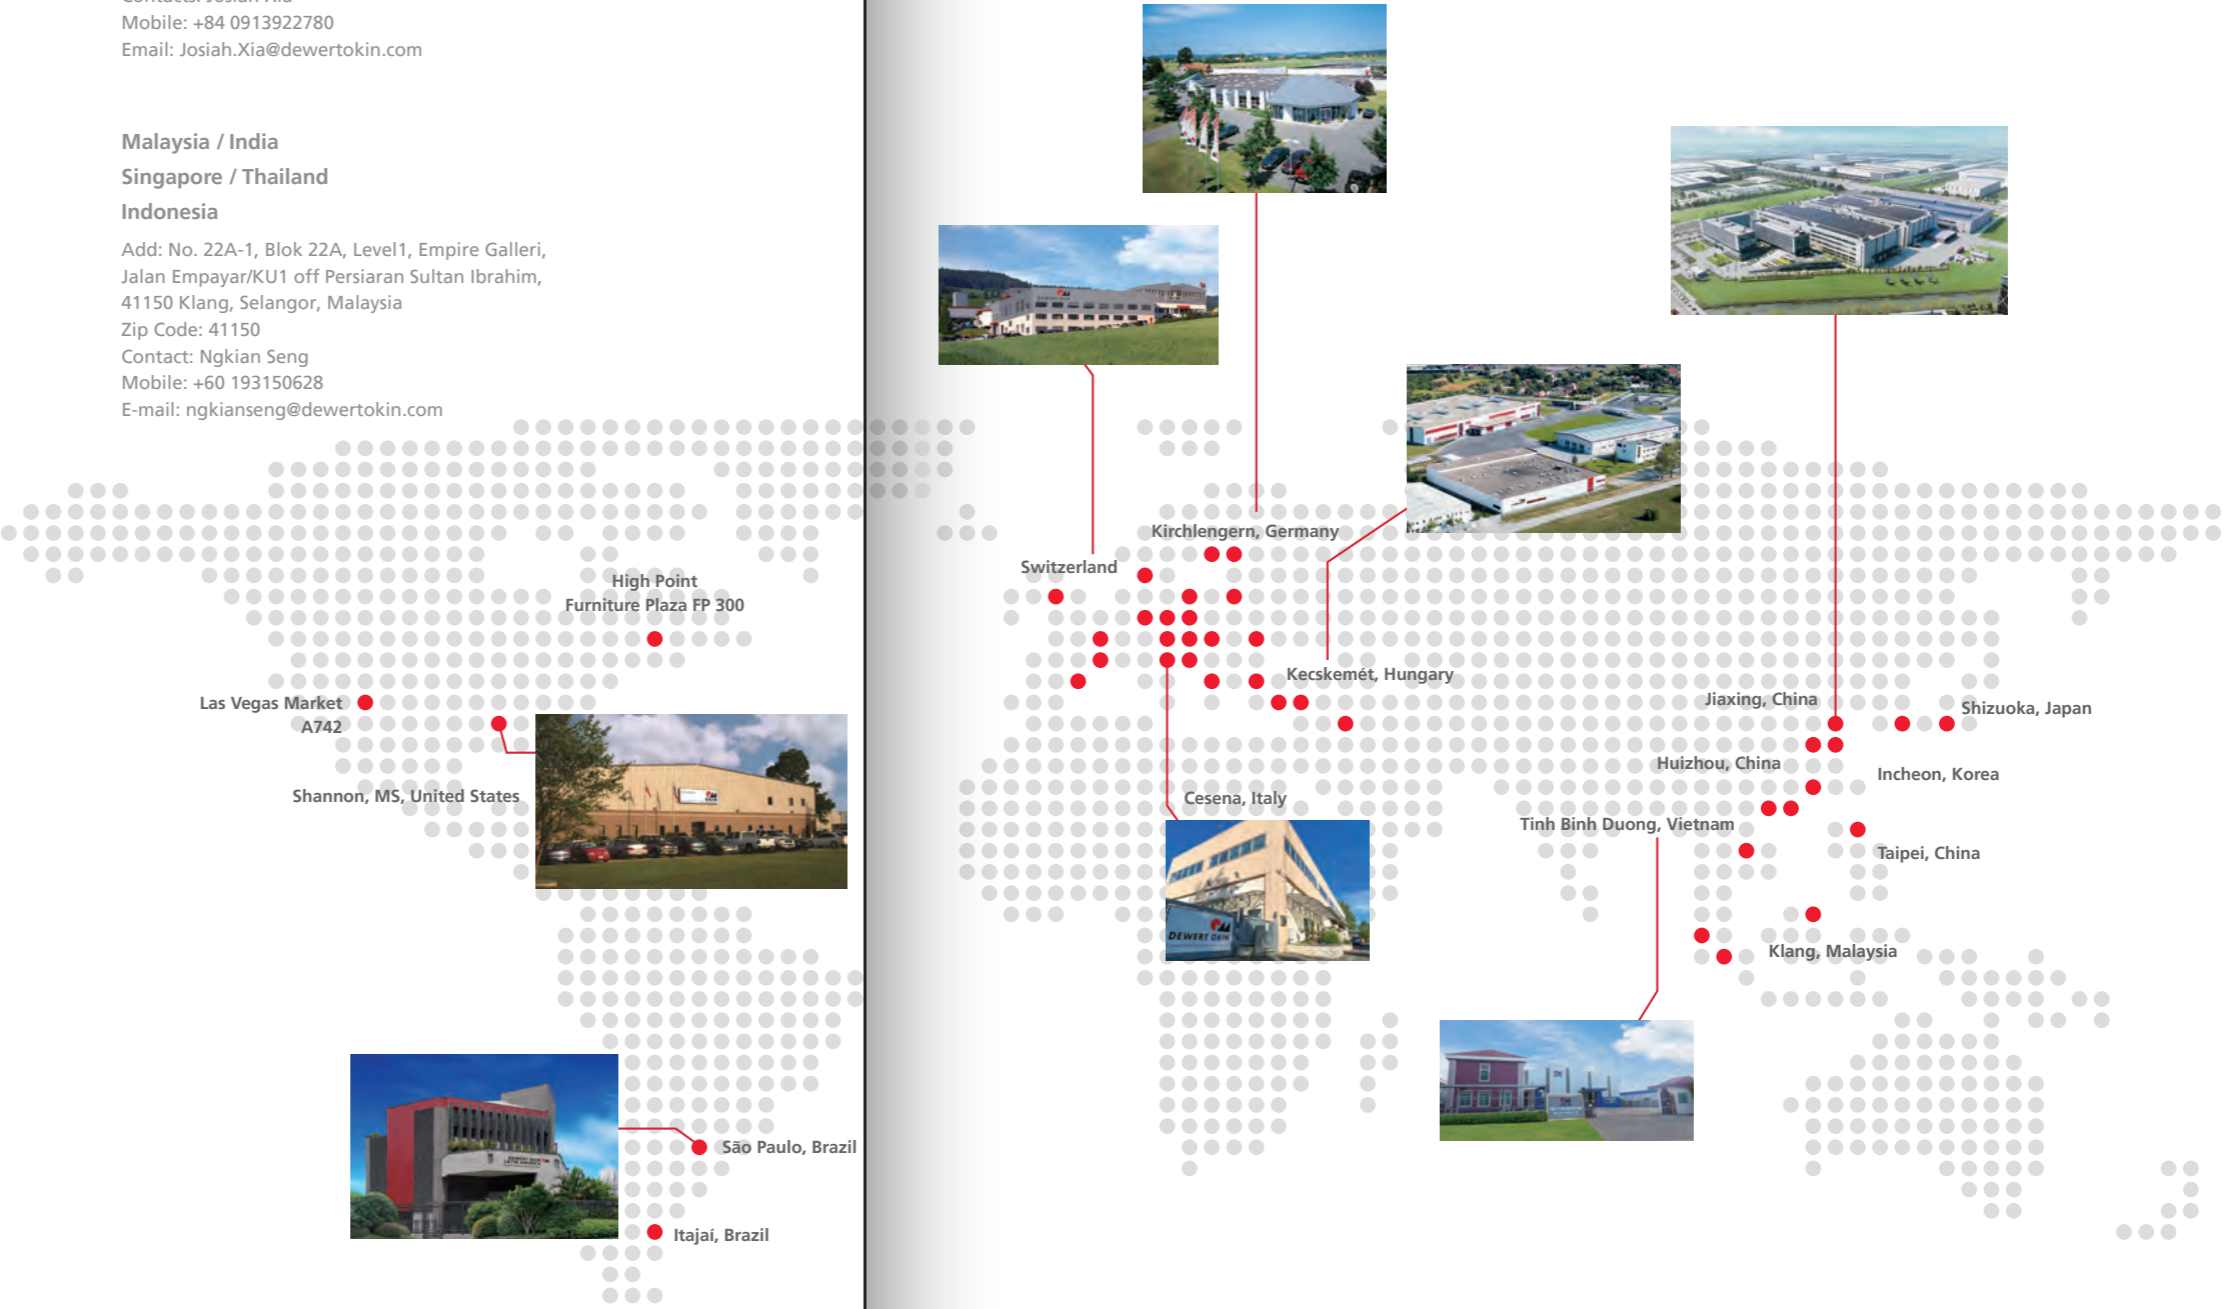 Mobile: +84 0913922780
Email: Josiah.Xia@dewertokin.com
Malaysia / India
Singapore / Thailand
Indonesia
Add: No. 22A-1, Blok 22A, Level1, Empire Galleri,
Jalan Empayar/KU1 off Persiaran Sultan Ibrahim,
41150 Klang, Selangor, Malaysia
Zip Code: 41150
Contact: Ngkian Seng
Mobile: +60 193150628
E-mail: ngkianseng@dewertokin.com
High Point
Furniture Plaza FP 300
Las Vegas Market
A742
Shannon, MS, United States
São Paulo, Brazil
Itajaí, Brazil
Kirchlengern, Germany
Switzerland
Kecskemét, Hungary
Cesena, Italy
DEWERT OKIN
Jiaxing, China
Shizuoka, Japan
Huizhou, China
Incheon, Korea
Tinh Binh Duong, Vietnam
Taipei, China
Klang, Malaysia